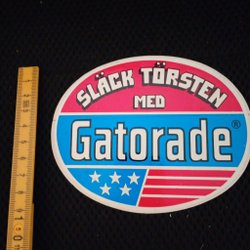 SLÄCK TÖRSTEN
MED
Gatorade®